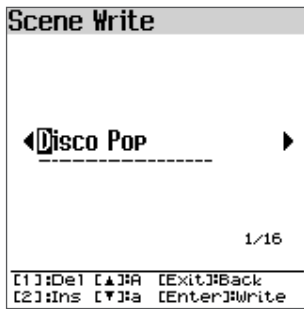 Scene Write
◀Disco Pop ▶
1/16
[1]:Del [▲]:A [Exit]:Back
[2]:Ins [▼]:a [Enter]:Write